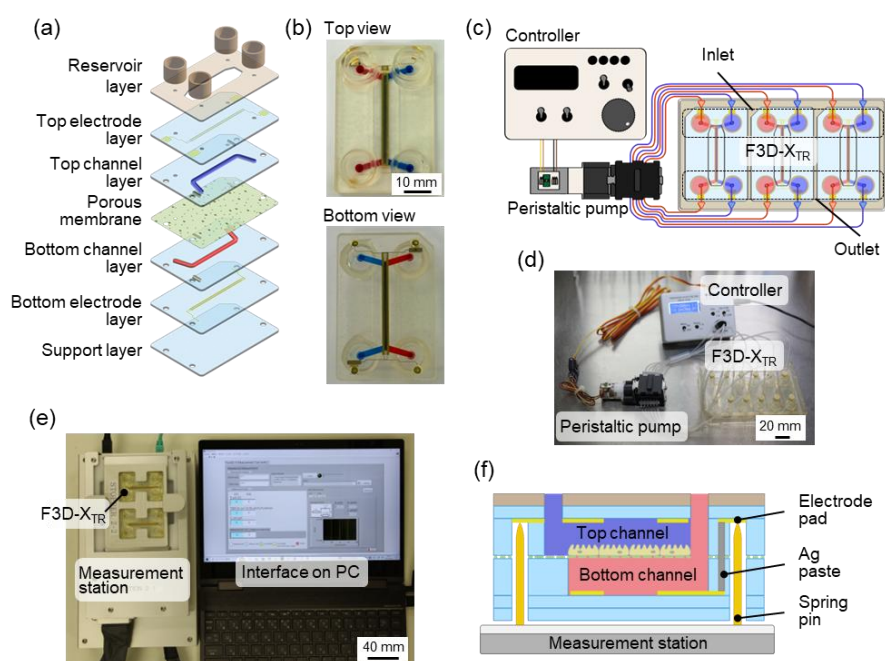 (a)
Reservoir
layer
Top electrode
layer
Top channel
layer
Porous
membrane
Bottom channel
layer
Bottom electrode
layer
Support layer
(b)
Top view
10 mm
Bottom view
(c)
Controller
Inlet
F3D-XTR
Peristaltic pump
Outlet
(d)
Controller
F3D-XTR
Peristaltic pump
20 mm
(e)
F3D-XTR
Measurement
station
Interface on PC
40 mm
(f)
Top channel
Bottom channel
Electrode
pad
Ag
paste
Spring
pin
Measurement station